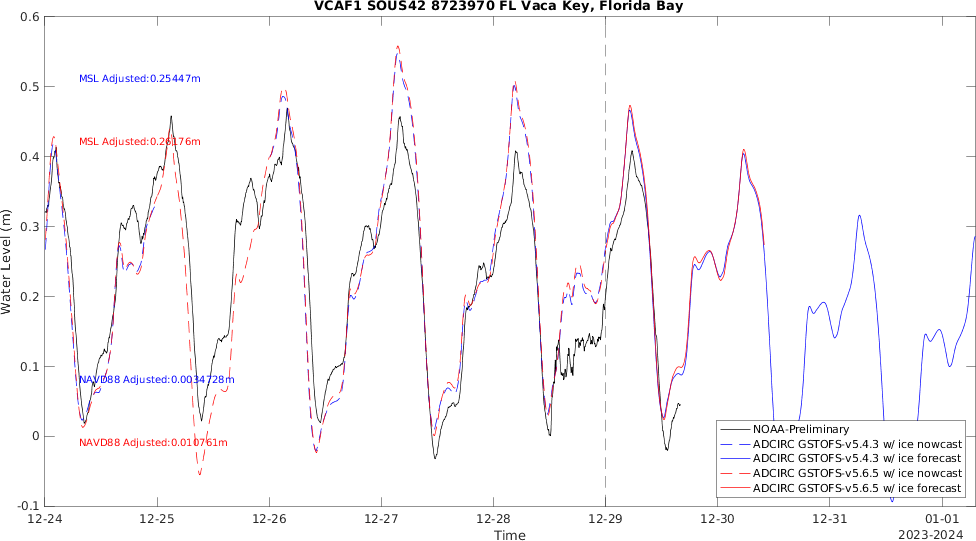 VCAF1 SOUS42 8723970 FL Vaca Key, Florida Bay
0.6
0.5
0.4
0.3
0.2
0.1
0
-0.1
Water Level (m)
MSL Adjusted:0.25447m
MSL Adjusted:0.26176m
NAVD88 Adjusted:0.0034728m
NAVD88 Adjusted:0.010761m
NOAA-Preliminary
ADCIRC GSTOFS-v5.4.3 w/ ice nowcast
ADCIRC GSTOFS-v5.4.3 w/ ice forecast
ADCIRC GSTOFS-v5.6.5 w/ ice nowcast
ADCIRC GSTOFS-v5.6.5 w/ ice forecast
12-24 12-25 12-26 12-27 12-28 12-29 12-30 12-31 01-01
Time
2023-2024